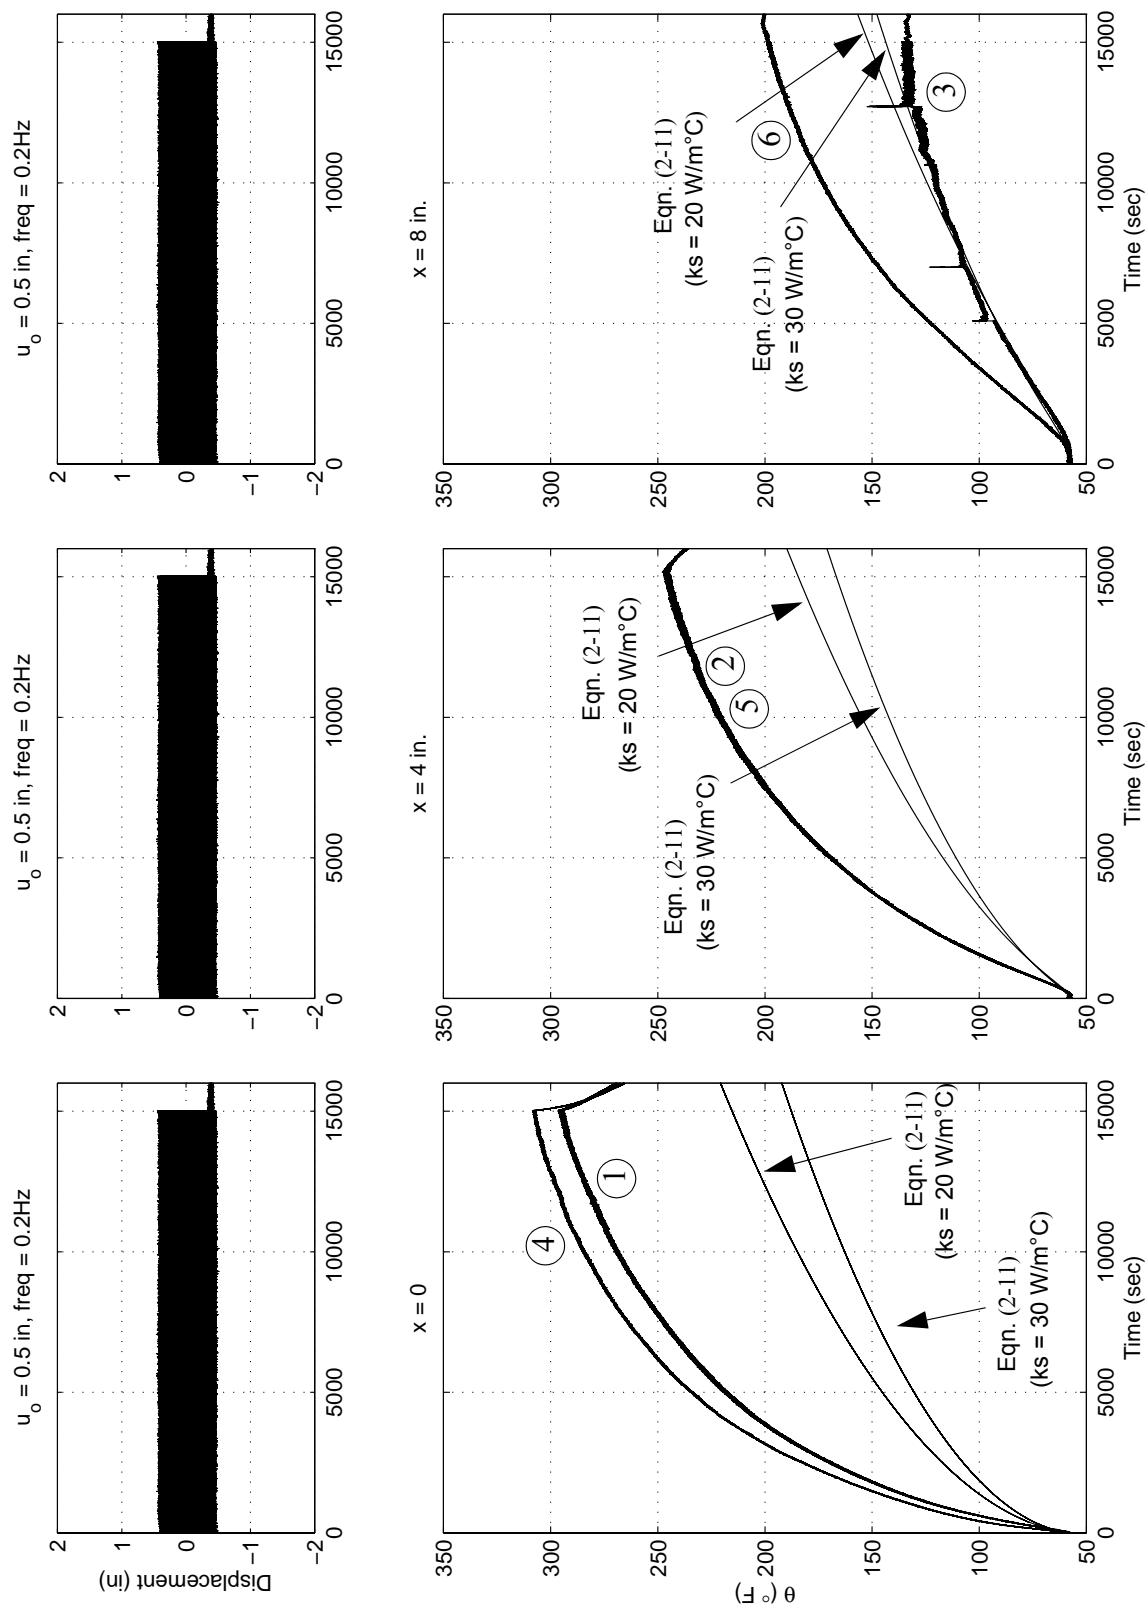 u_o = 0.5 in, freq = 0.2Hz
2
1
0
−1
−2
Displacement (in)
0
5000
10000
15000
u_o = 0.5 in, freq = 0.2Hz
2
1
0
−1
−2
0
5000
10000
15000
u_o = 0.5 in, freq = 0.2Hz
2
1
0
−1
−2
0
5000
10000
15000
x = 0
350
300
250
200
150
100
50
θ (°F)
4
1
Eqn. (2-11)
(ks = 20 W/m°C)
Eqn. (2-11)
(ks = 30 W/m°C)
0
5000
10000
15000
Time (sec)
x = 4 in.
350
300
250
200
150
100
50
Eqn. (2-11)
(ks = 20 W/m°C)
2
5
Eqn. (2-11)
(ks = 30 W/m°C)
0
5000
10000
15000
Time (sec)
x = 8 in.
350
300
250
200
150
100
50
Eqn. (2-11)
(ks = 20 W/m°C)
6
Eqn. (2-11)
(ks = 30 W/m°C)
3
0
5000
10000
15000
Time (sec)